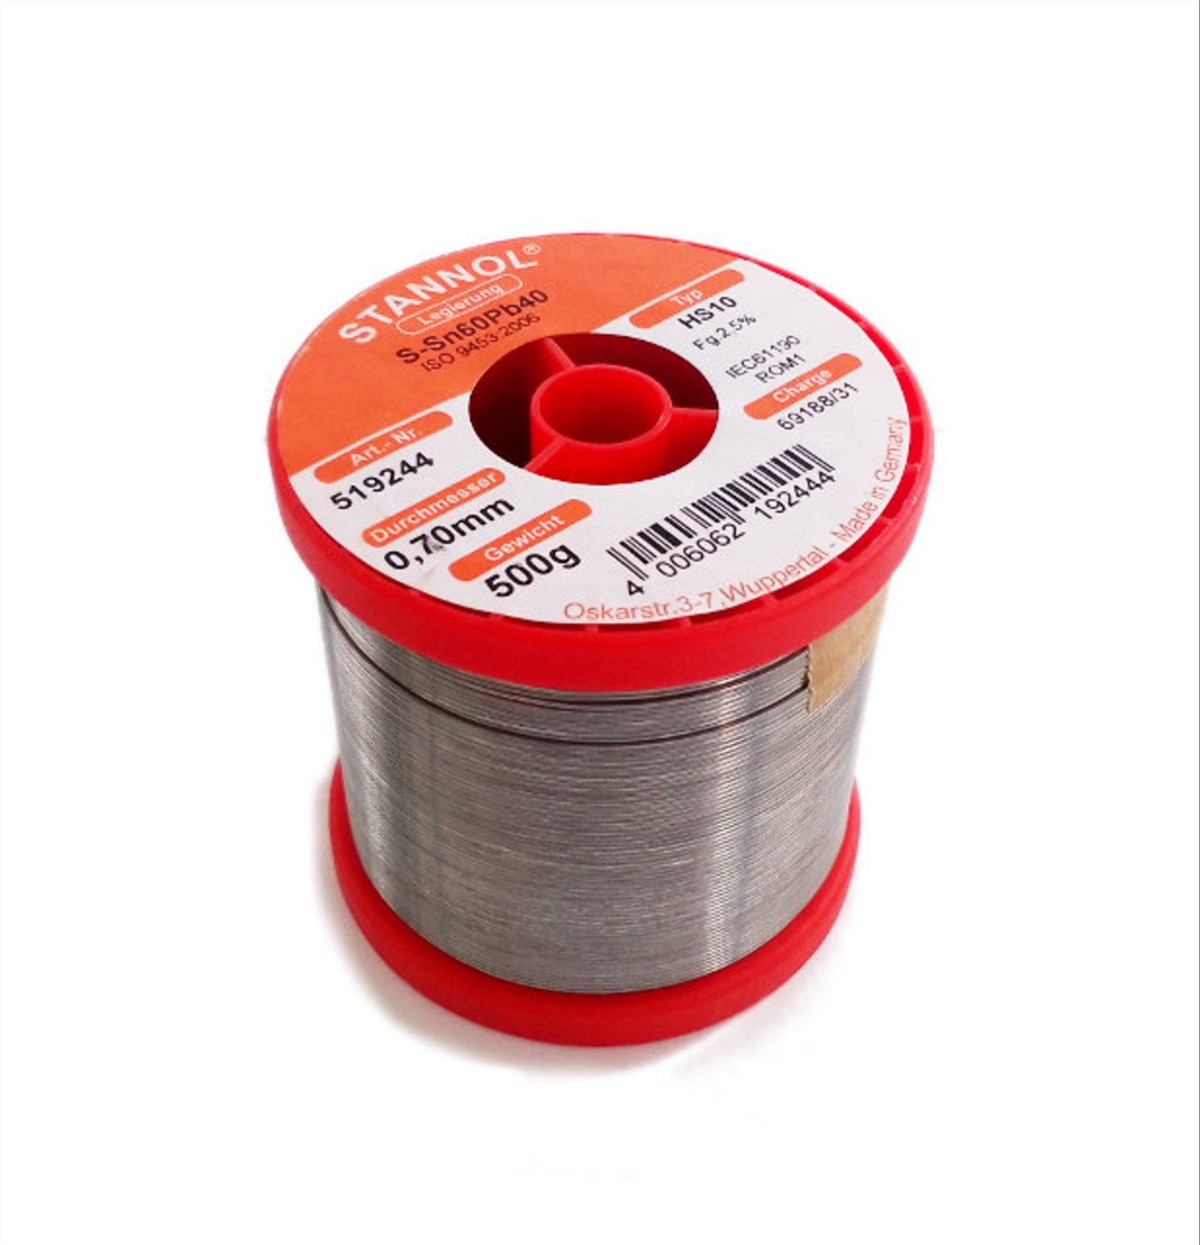 STANNOL®
Legierung
S-Sn60Pb40
ISO 9453:2006
Typ
HS10
Fg.2,5%
IEC61190
ROM1
Charge
69188/31
Art.- Nr.
519244
Durchmesser
0,70mm
Gewicht
500g
4 006062 192444
Oskarstr.3-7,Wuppertal - Made in Germany